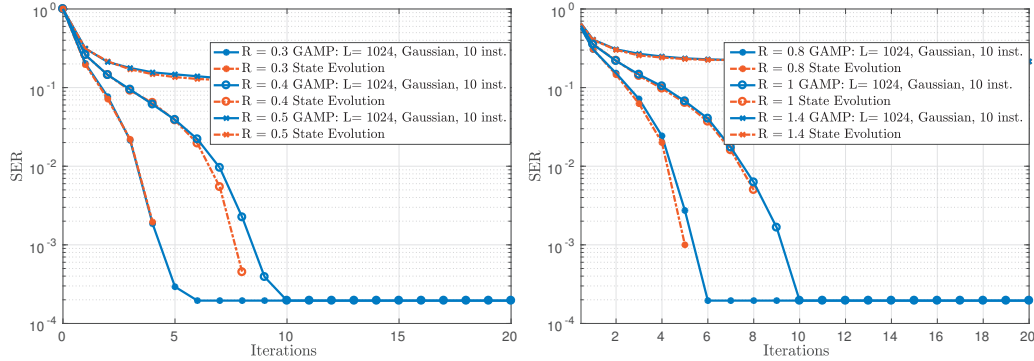 10^0
10^-1
10^-2
10^-3
10^-4
SER
0 5 10 15 20
Iterations
R = 0.3 GAMP: L= 1024, Gaussian, 10 inst.
R = 0.3 State Evolution
R = 0.4 GAMP: L= 1024, Gaussian, 10 inst.
R = 0.4 State Evolution
R = 0.5 GAMP: L= 1024, Gaussian, 10 inst.
R = 0.5 State Evolution
10^0
10^-1
10^-2
10^-3
10^-4
SER
2 4 6 8 10 12 14 16 18 20
Iterations
R = 0.8 GAMP: L= 1024, Gaussian, 10 inst.
R = 0.8 State Evolution
R = 1 GAMP: L= 1024, Gaussian, 10 inst.
R = 1 State Evolution
R = 1.4 GAMP: L= 1024, Gaussian, 10 inst.
R = 1.4 State Evolution